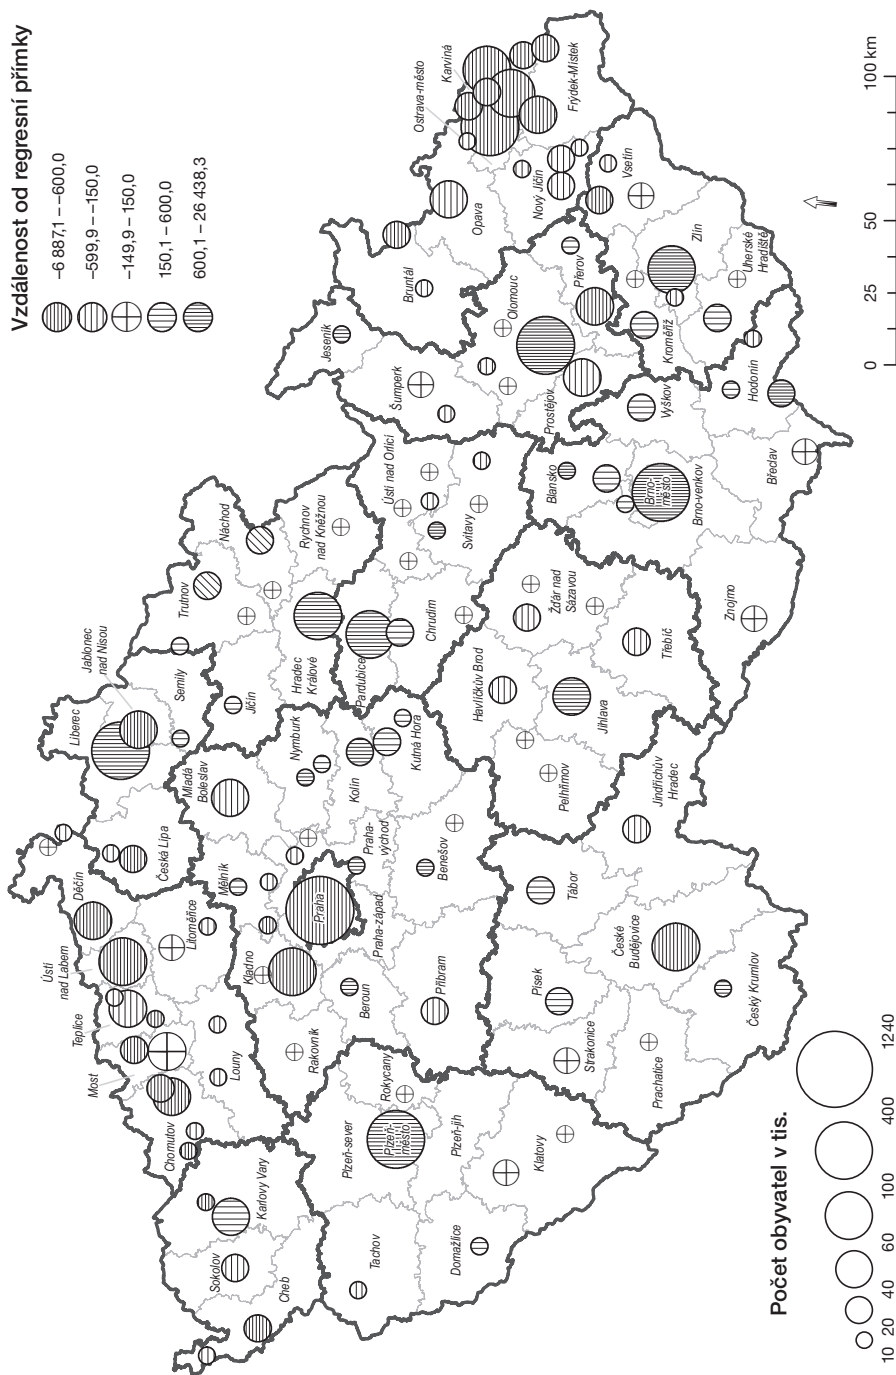 Vzdálenost od regresní přímky
−6 887,1 – −600,0
−599,9 – −150,0
−149,9 – 150,0
150,1 – 600,0
600,1 – 26 438,3
Děčín
Liberec
Jablonec
nad Nisou
Ústí
nad Labem
Česká Lípa
Semily
Trutnov
Náchod
Teplice
Litoměřice
Mladá
Boleslav
Jičín
Rychnov
nad Kněžnou
Jeseník
Most
Mělník
Hradec
Králové
Šumperk
Bruntál
Chomutov
Louny
Kladno
Nymburk
Pardubice
Ústí nad Orlicí
Opava
Ostrava-město
Karviná
Karlovy Vary
Rakovník
Praha
Praha-
východ
Kolín
Kutná Hora
Chrudim
Svitavy
Olomouc
Nový Jičín
Frýdek-Místek
Sokolov
Cheb
Beroun
Praha-západ
Benešov
Havlíčkův Brod
Žďár nad
Sázavou
Blansko
Prostějov
Přerov
Vsetín
Plzeň-sever
Rokycany
Plzeň-
město
Příbram
Tachov
Plzeň-jih
Písek
Tábor
Pelhřimov
Jihlava
Třebíč
Brno-
město
Brno-venkov
Vyškov
Kroměříž
Zlín
Domažlice
Klatovy
Strakonice
Jindřichův
Hradec
Uherské
Hradiště
Hodonín
Prachatice
České
Budějovice
Znojmo
Břeclav
Český Krumlov
Počet obyvatel v tis.
10 20 40 60 100 400 1240
0 25 50 100 km